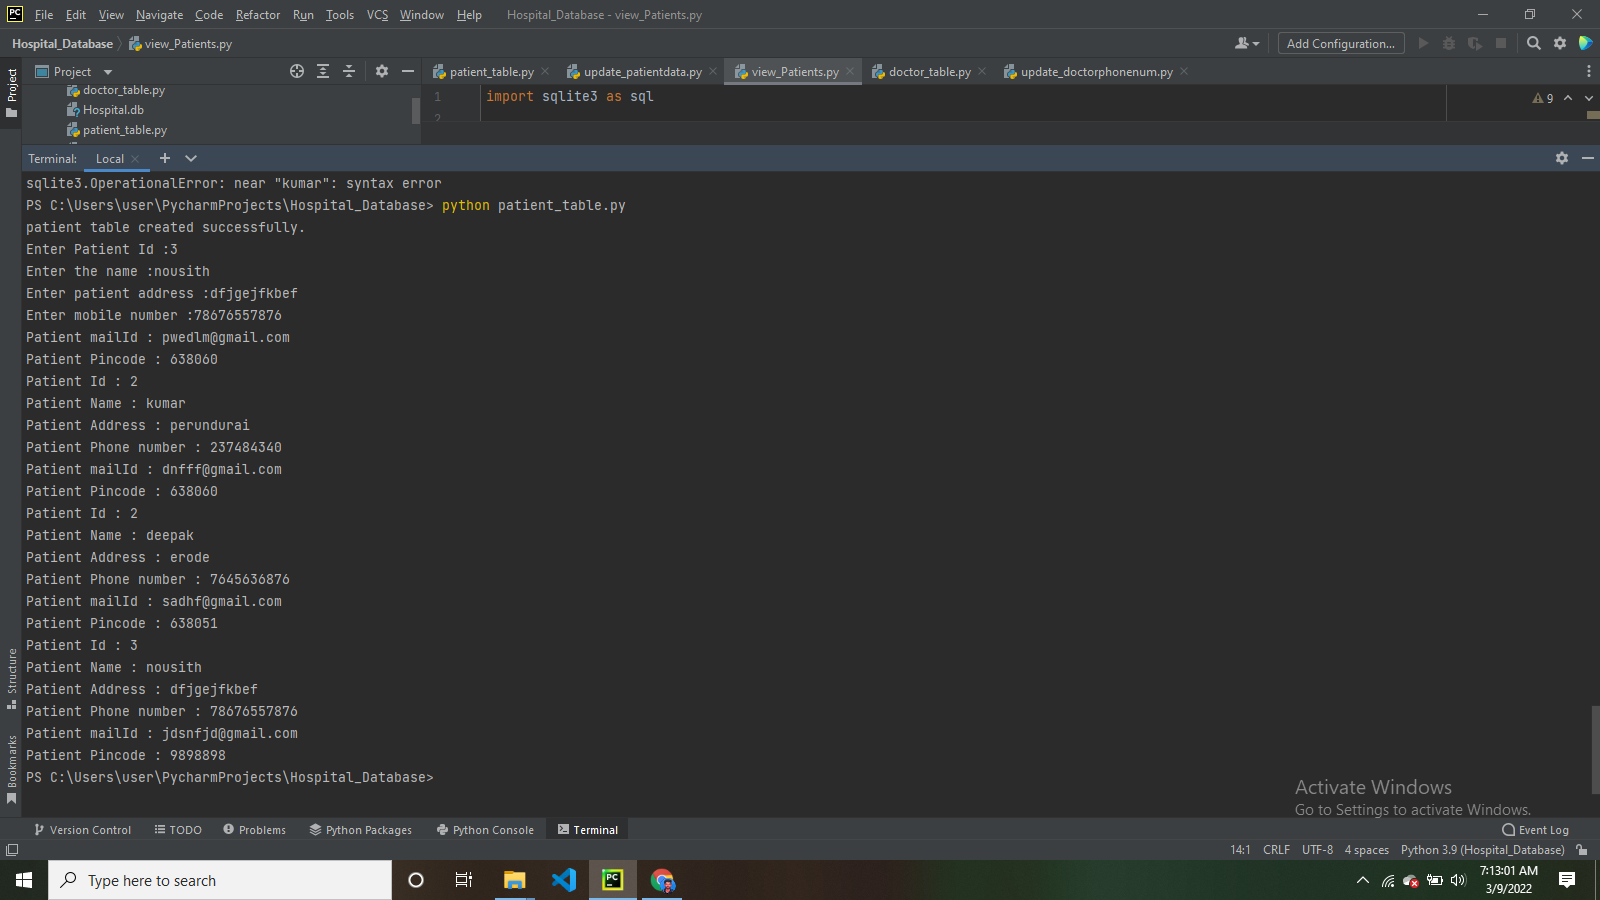 PC File Edit View Navigate Code Refactor Run Tools VCS Window Help Hospital_Database - view_Patients.py
Hospital_Database view_Patients.py Add Configuration...
Project Project patient_table.py update_patientdata.py view_Patients.py doctor_table.py update_doctorphonenum.py
doctor_table.py
Hospital.db
patient_table.py
1 import sqlite3 as sql 9
2
Terminal: Local
sqlite3.OperationalError: near "kumar": syntax error
PS C:\Users\user\PycharmProjects\Hospital_Database> python patient_table.py
patient table created successfully.
Enter Patient Id :3
Enter the name :nousith
Enter patient address :dfjgejfkbef
Enter mobile number :78676557876
Patient mailId : pwedlm@gmail.com
Patient Pincode : 638060
Patient Id : 2
Patient Name : kumar
Patient Address : perundurai
Patient Phone number : 237484340
Patient mailId : dnfff@gmail.com
Patient Pincode : 638060
Patient Id : 2
Patient Name : deepak
Patient Address : erode
Patient Phone number : 7645636876
Patient mailId : sadhf@gmail.com
Patient Pincode : 638051
Patient Id : 3
Patient Name : nousith
Patient Address : dfjgejfkbef
Patient Phone number : 78676557876
Patient mailId : jdsnfjd@gmail.com
Patient Pincode : 9898898
PS C:\Users\user\PycharmProjects\Hospital_Database>
Structure
Bookmarks
Activate Windows
Go to Settings to activate Windows.
Version Control TODO Problems Python Packages Python Console Terminal Event Log
14:1 CRLF UTF-8 4 spaces Python 3.9 (Hospital_Database)
Type here to search PC 7:13:01 AM
3/9/2022